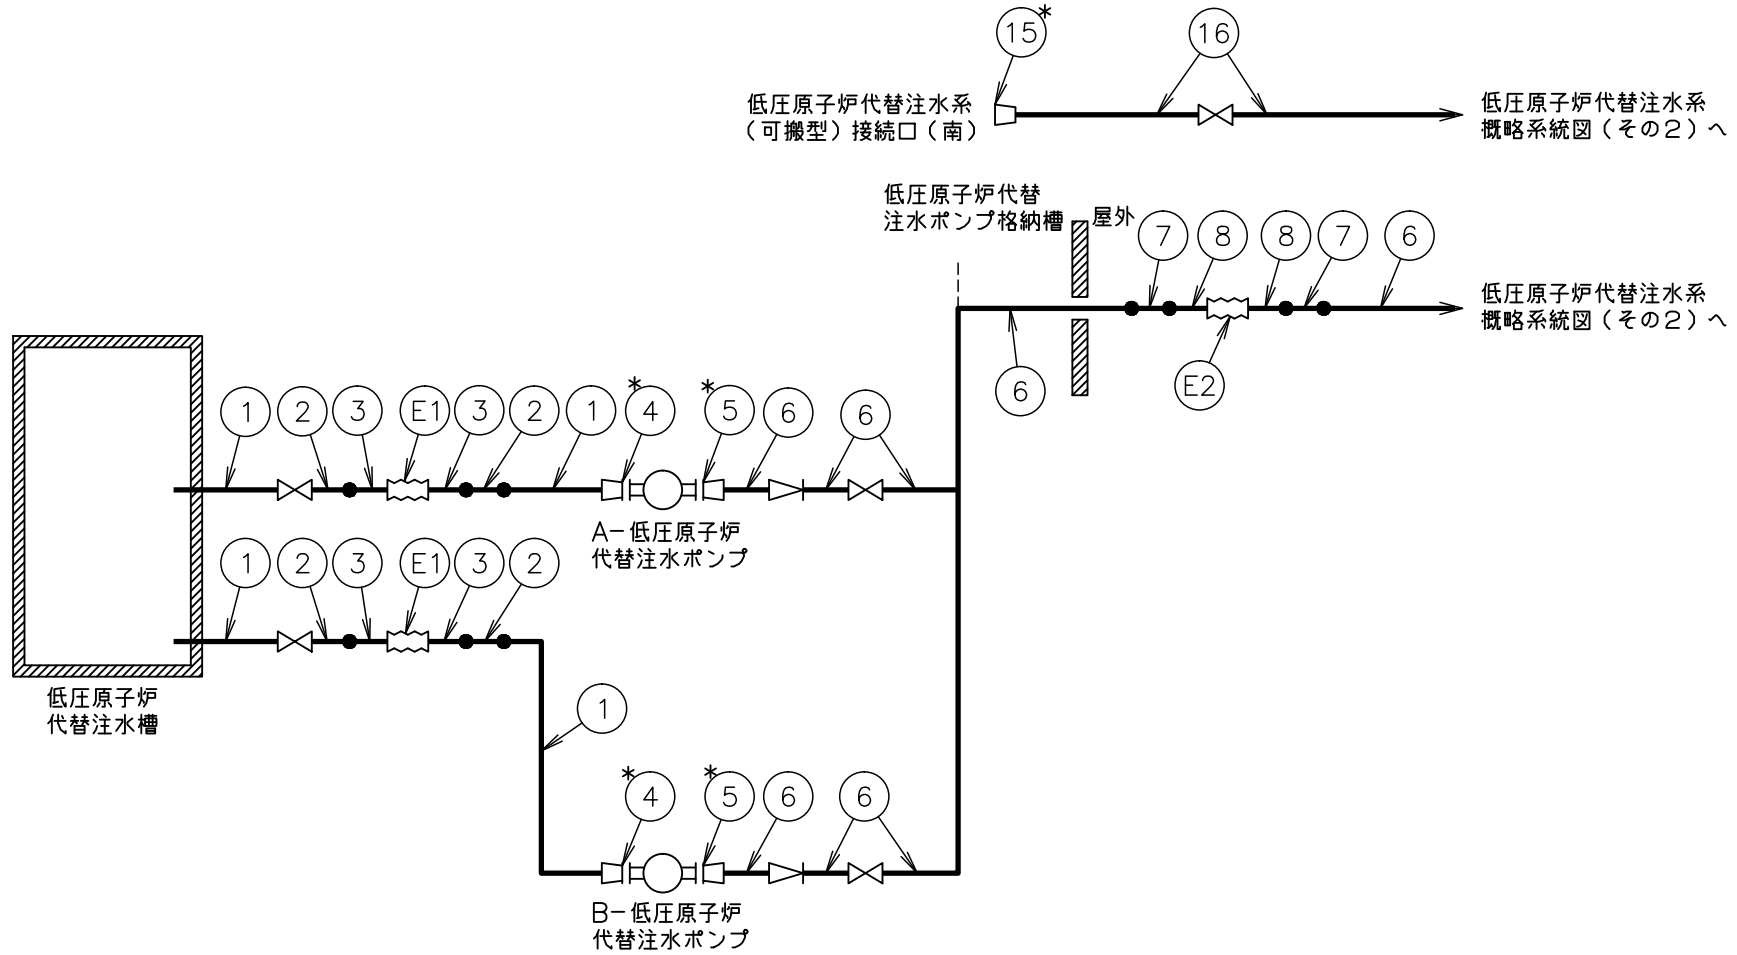 15*
16
低圧原子炉代替注水系
(可搬型)接続口(南)
低圧原子炉代替注水系
概略系統図(その2)へ
低圧原子炉代替
注水ポンプ格納槽
屋外
7
8
8
7
6
低圧原子炉代替注水系
概略系統図(その2)へ
6
E2
1
2
3
E1
3
2
1
*4
*5
6
6
A-低圧原子炉
代替注水ポンプ
1
2
3
E1
3
2
低圧原子炉
代替注水槽
1
*4
*5
6
6
B-低圧原子炉
代替注水ポンプ